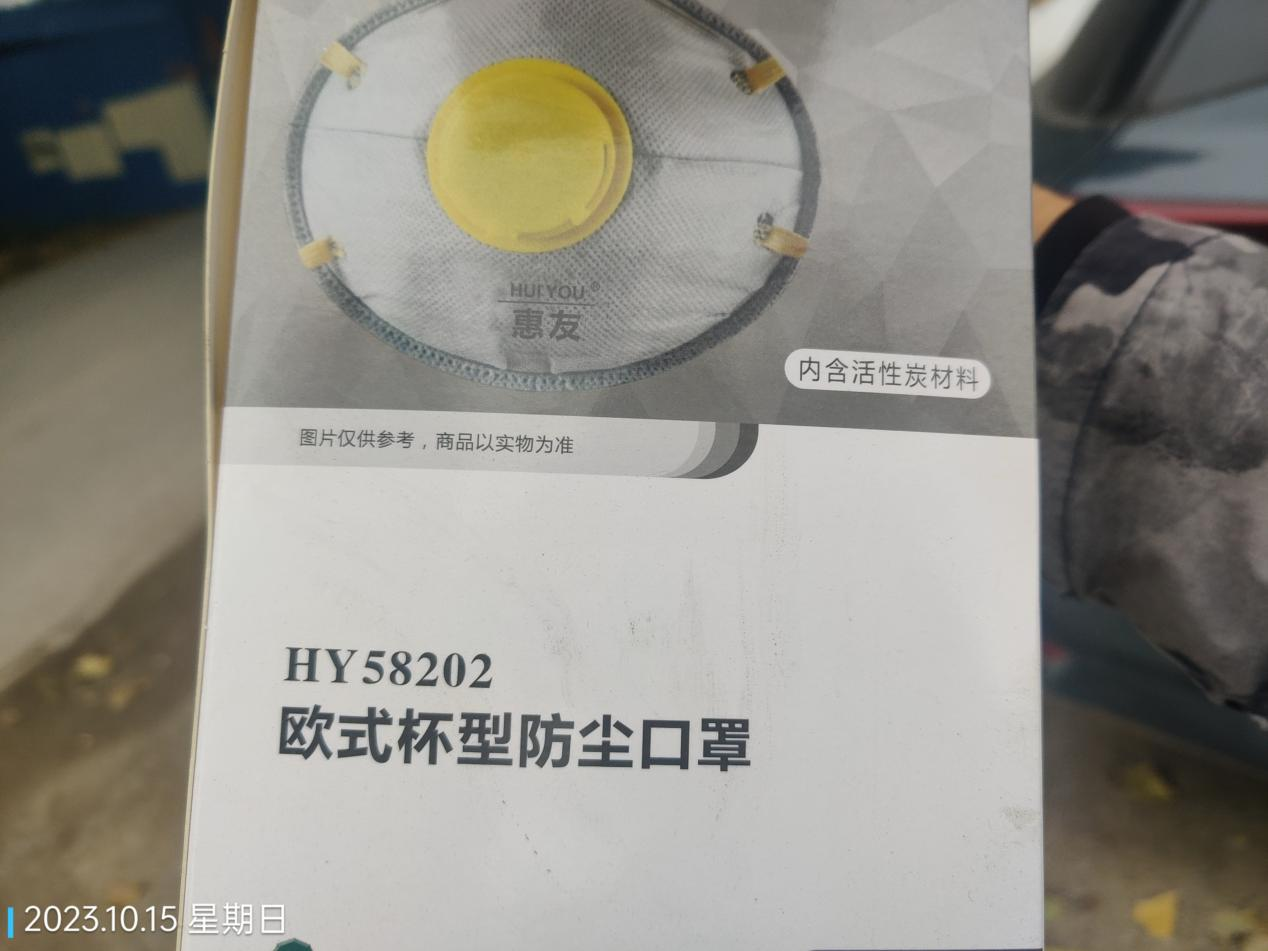 HUIYOU®
惠友
内含活性炭材料
图片仅供参考，商品以实物为准
HY58202
欧式杯型防尘口罩
2023.10.15 星期日